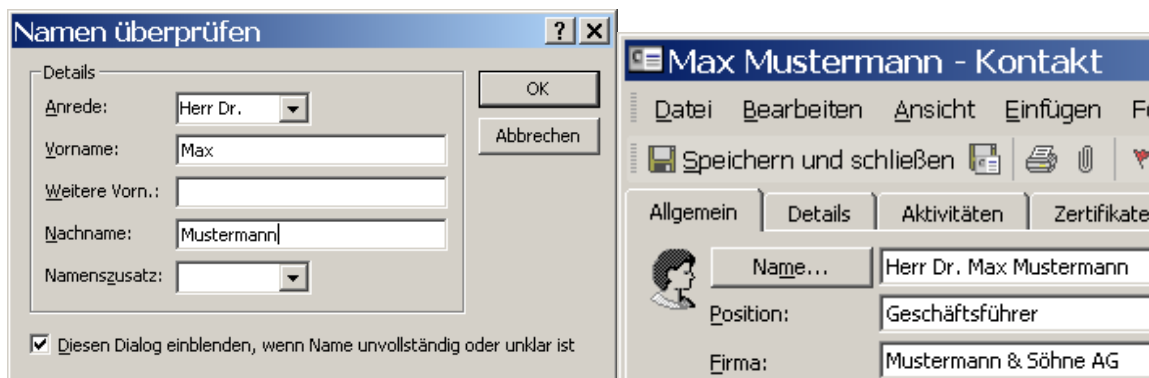 Namen überprüfen
Details
Anrede: Herr Dr.
Vorname: Max
Weitere Vorn.:
Nachname: Mustermann
Namenszusatz:
OK
Abbrechen
Diesen Dialog einblenden, wenn Name unvollständig oder unklar ist
Max Mustermann - Kontakt
Datei Bearbeiten Ansicht Einfügen
Speichern und schließen
Allgemein Details Aktivitäten Zertifikate
Name... Herr Dr. Max Mustermann
Position: Geschäftsführer
Firma: Mustermann & Söhne AG